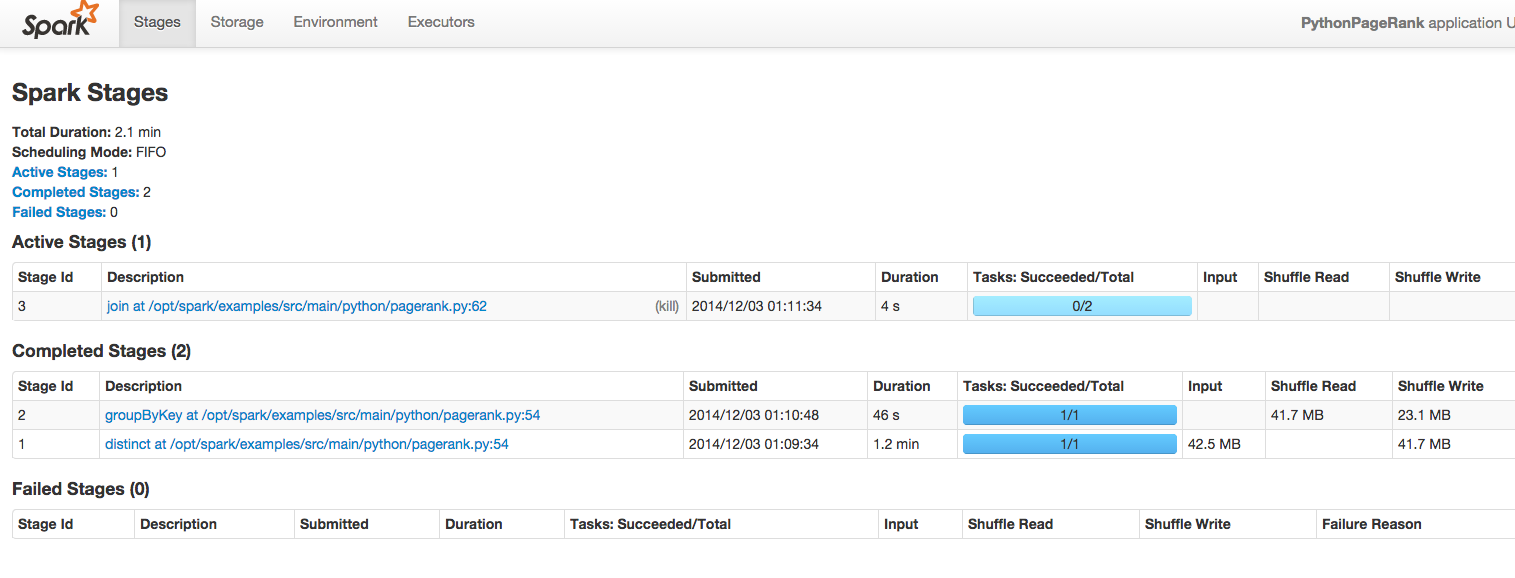 Spark Stages Storage Environment Executors PythonPageRank application U
Spark Stages
Total Duration: 2.1 min
Scheduling Mode: FIFO
Active Stages: 1
Completed Stages: 2
Failed Stages: 0
Active Stages (1)
Stage Id Description Submitted Duration Tasks: Succeeded/Total Input Shuffle Read Shuffle Write
3 join at /opt/spark/examples/src/main/python/pagerank.py:62 (kill) 2014/12/03 01:11:34 4 s 0/2
Completed Stages (2)
Stage Id Description Submitted Duration Tasks: Succeeded/Total Input Shuffle Read Shuffle Write
2 groupByKey at /opt/spark/examples/src/main/python/pagerank.py:54 2014/12/03 01:10:48 46 s 1/1 41.7 MB 23.1 MB
1 distinct at /opt/spark/examples/src/main/python/pagerank.py:54 2014/12/03 01:09:34 1.2 min 1/1 42.5 MB 41.7 MB
Failed Stages (0)
Stage Id Description Submitted Duration Tasks: Succeeded/Total Input Shuffle Read Shuffle Write Failure Reason